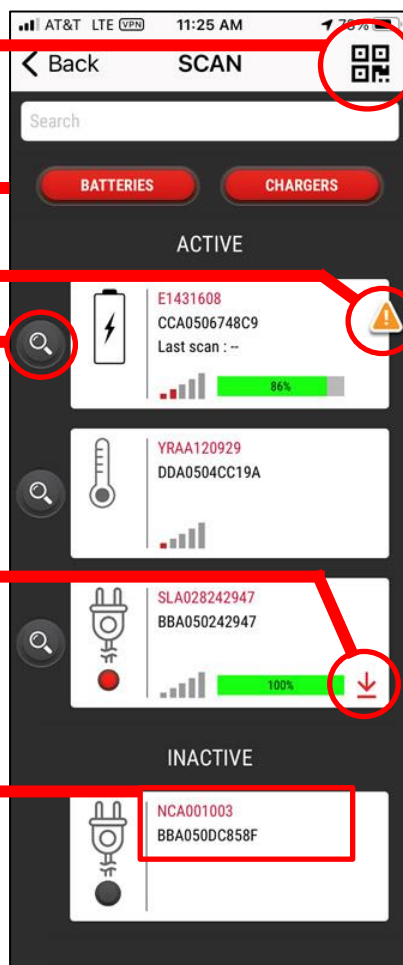 AT&T LTE VPN 11:25 AM 78%
Back SCAN
Search
BATTERIES CHARGERS
ACTIVE
E1431608
CCA0506748C9
Last scan : --
86%
YRAA120929
DDA0504CC19A
SLA028242947
BBA050242947
100%
INACTIVE
NCA001003
BBA050DC858F